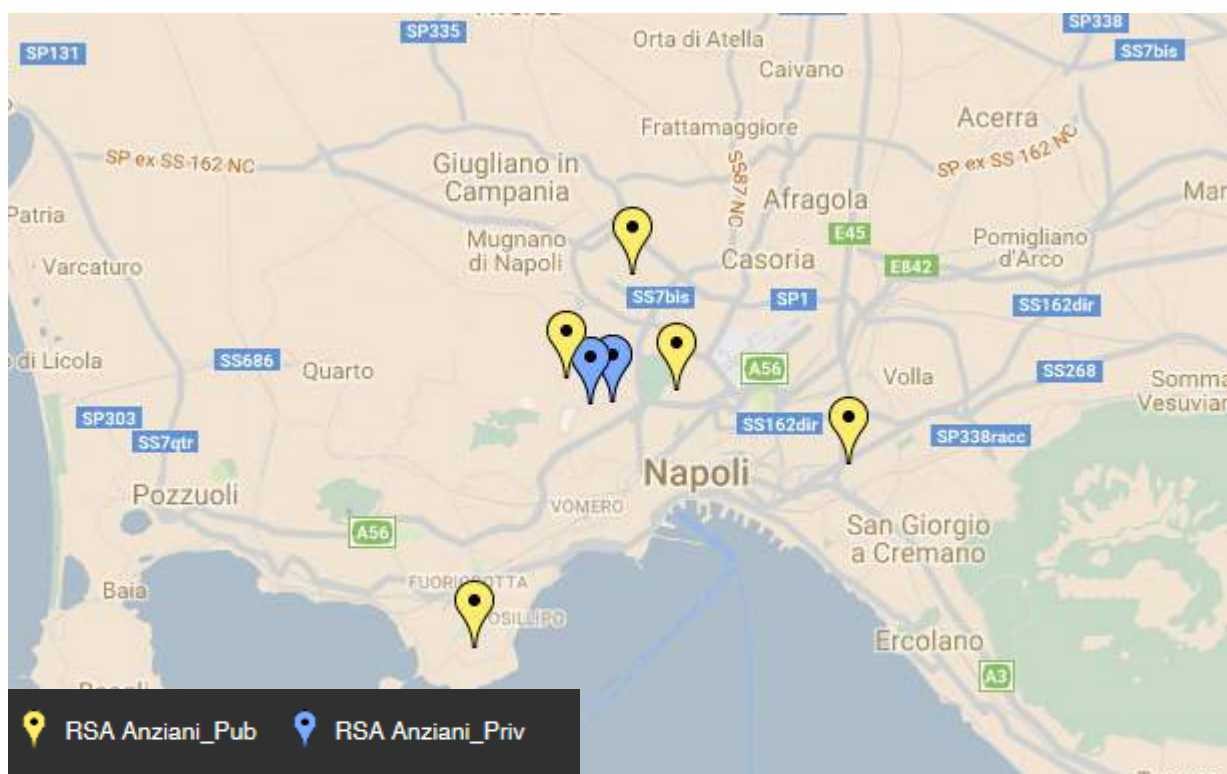 SP335
SP338
SP131
Orta di Atella
SS7bis
Caivano
Acerra
Frattamaggiore
SP ex SS 162 NC
SP ex SS 162 NC
Giugliano in
Campania
SS87 NC
Afragola
Patria
Mugnano
di Napoli
E45
Pomigliano
d'Arco
Varcaturo
Casoria
E842
SS7bis
SP1
SS162dir
di Licola
SS686
Quarto
A56
Volla
SS268
Somma
Vesuvian
SP303
SS7qtr
SS162dir
SP338racc
Napoli
Pozzuoli
VOMERO
A56
San Giorgio
a Cremano
Baia
FUORIGROTTA
OSILLIPO
Ercolano
A3
RSA Anziani_Pub
RSA Anziani_Priv